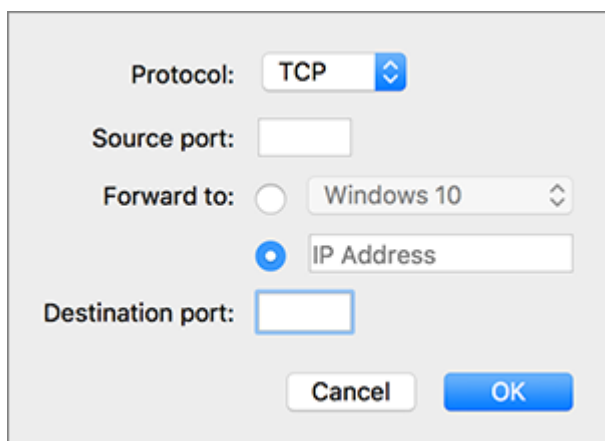 Protocol: TCP
Source port:
Forward to: Windows 10
IP Address
Destination port:
Cancel OK